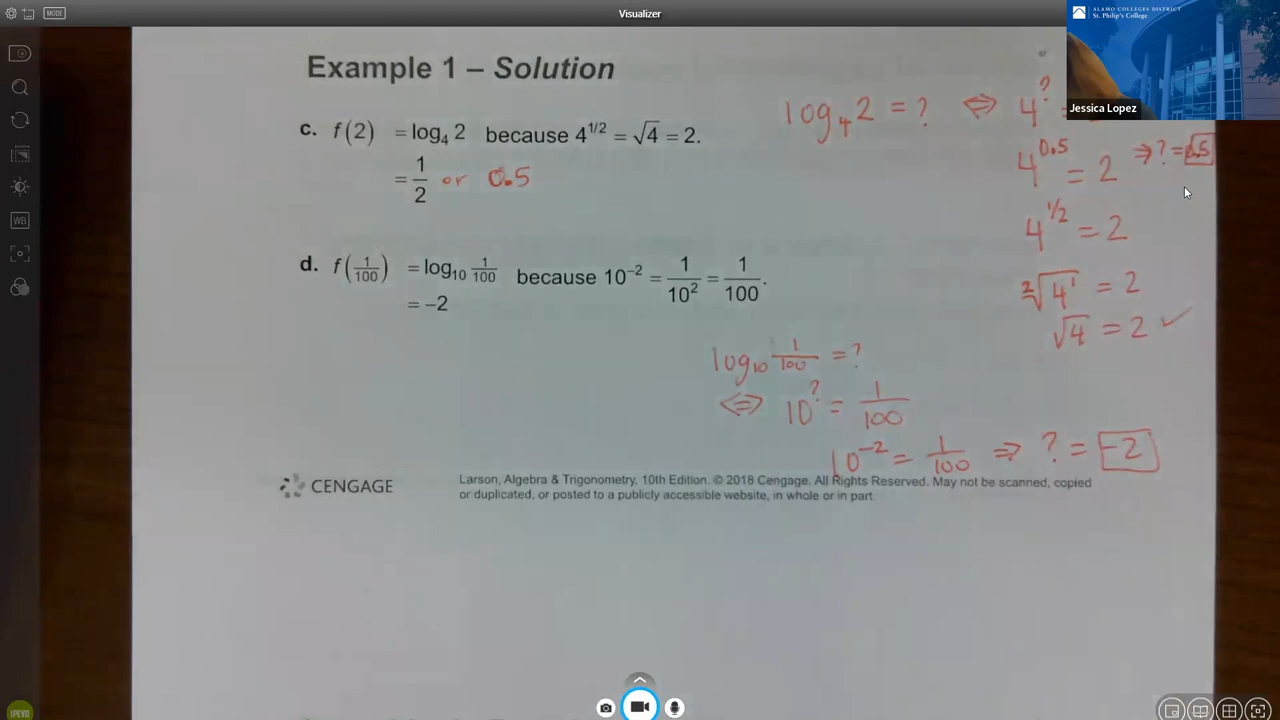 MODE
Visualizer
ALAMO COLLEGES DISTRICT
St. Philip's College
Jessica Lopez
WB
Example 1 – Solution
c. f(2) = log₄ 2 because 4^{1/2} = √4 = 2.
= 1/2 or 0.5
log₄ 2 = ? ⇔ 4^?
4^{0.5} = 2 ⇒ ? = 0.5
4^{1/2} = 2
²√4¹ = 2
√4 = 2 ✓
d. f(1/100) = log₁₀ 1/100 because 10⁻² = 1/10² = 1/100.
= –2
log₁₀ 1/100 = ?
⇔ 10^? = 1/100
10⁻² = 1/100 ⇒ ? = -2
CENGAGE
Larson, Algebra & Trigonometry, 10th Edition. © 2018 Cengage. All Rights Reserved. May not be scanned, copied
or duplicated, or posted to a publicly accessible website, in whole or in part.
IPEVO